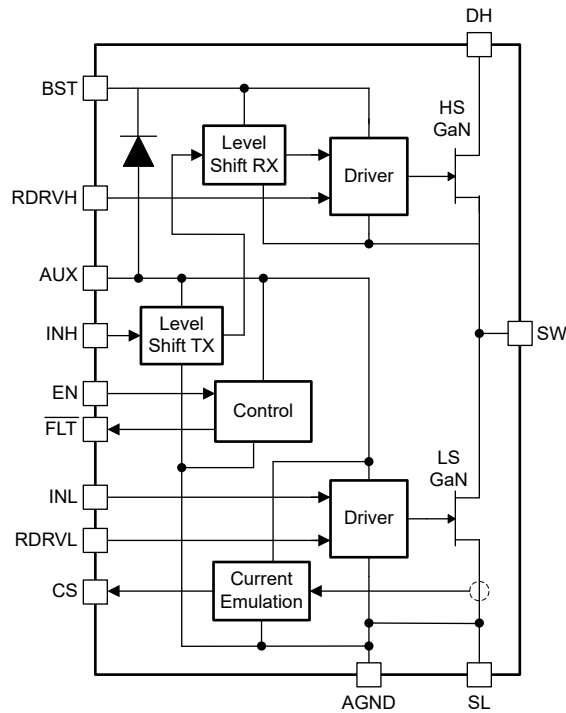 DH
BST
HS
GaN
Level
Shift RX
Driver
RDRVH
AUX
INH
Level
Shift TX
SW
EN
Control
FLT
LS
GaN
INL
Driver
RDRVL
CS
Current
Emulation
AGND
SL